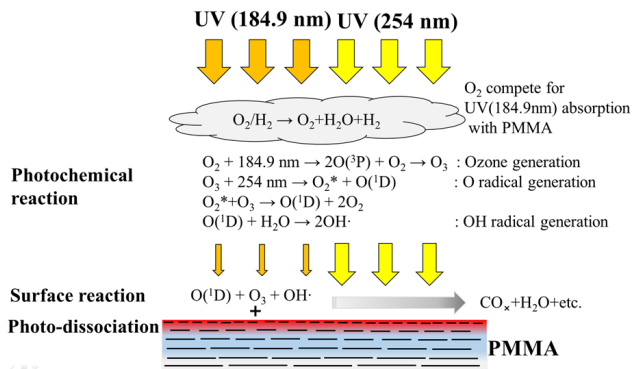 UV (184.9 nm) UV (254 nm)
O₂ compete for
UV(184.9nm) absorption
with PMMA
O₂/H₂ → O₂+H₂O+H₂
Photochemical
reaction
O₂ + 184.9 nm → 2O(³P) + O₂ → O₃ : Ozone generation
O₃ + 254 nm → O₂* + O(¹D) : O radical generation
O₂*+O₃ → O(¹D) + 2O₂
O(¹D) + H₂O → 2OH· : OH radical generation
Surface reaction
O(¹D) + O₃ + OH·
COₓ+H₂O+etc.
+
Photo-dissociation
PMMA